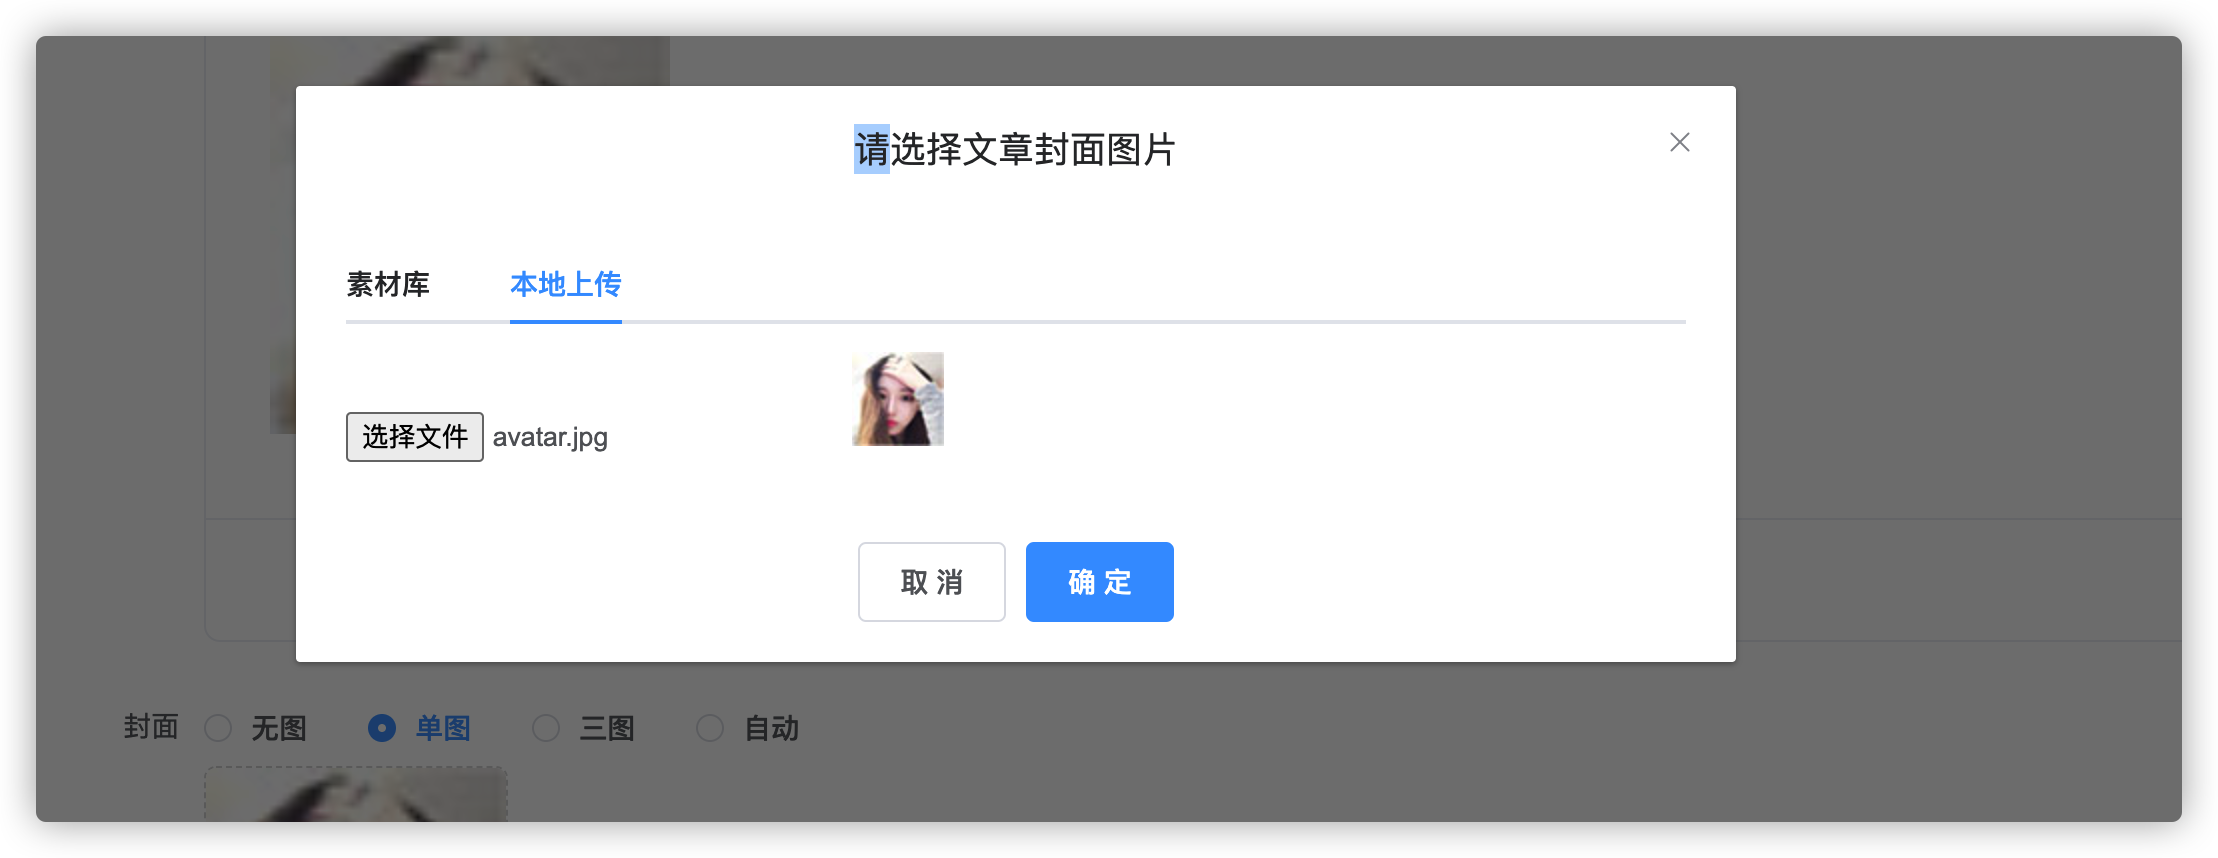 请选择文章封面图片
素材库 本地上传
选择文件 avatar.jpg
取 消 确 定
封面 无图 单图 三图 自动